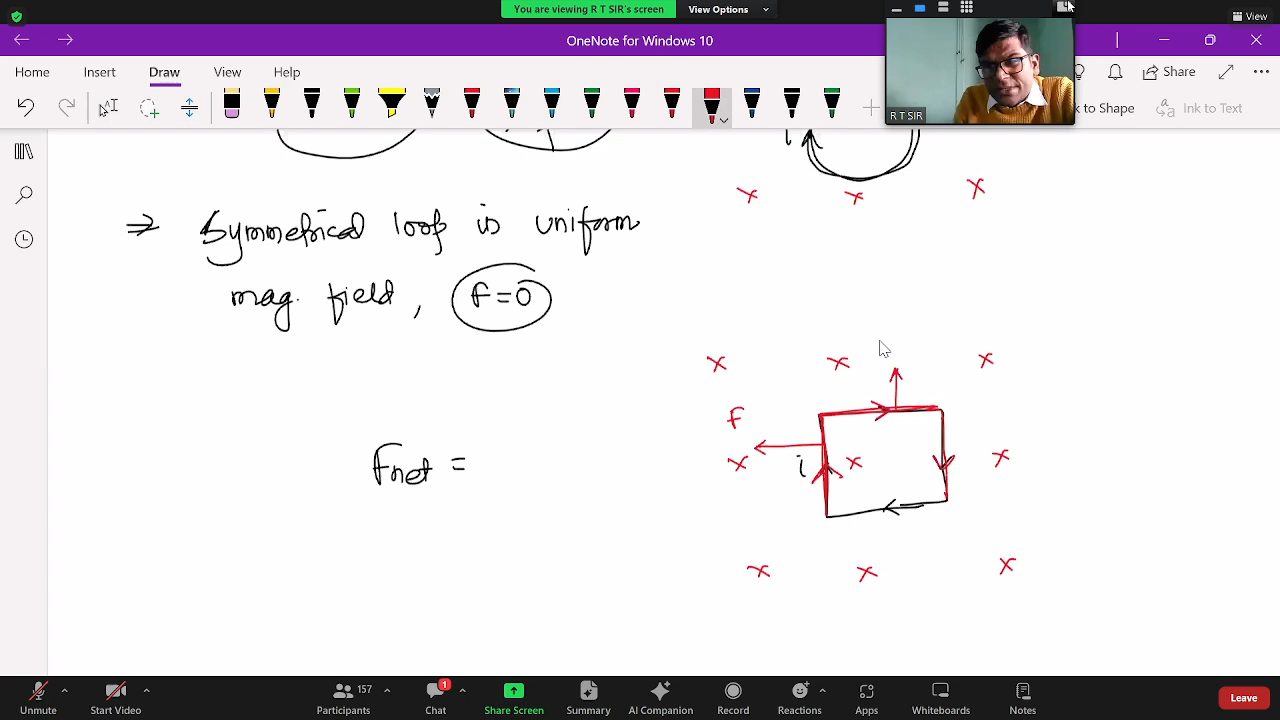 You are viewing R T SIR's screen
View Options
View
OneNote for Windows 10
Home
Insert
Draw
View
Help
Share
k to Shape
Ink to Text
R T SIR
i
x x x
⇒ Symmetrical loop is uniform
mag. field, f = 0
x x x
f
Fnet =
x i x x
x x x
Unmute
Start Video
157
Participants
1
Chat
Share Screen
Summary
AI Companion
Record
Reactions
Apps
Whiteboards
Notes
Leave